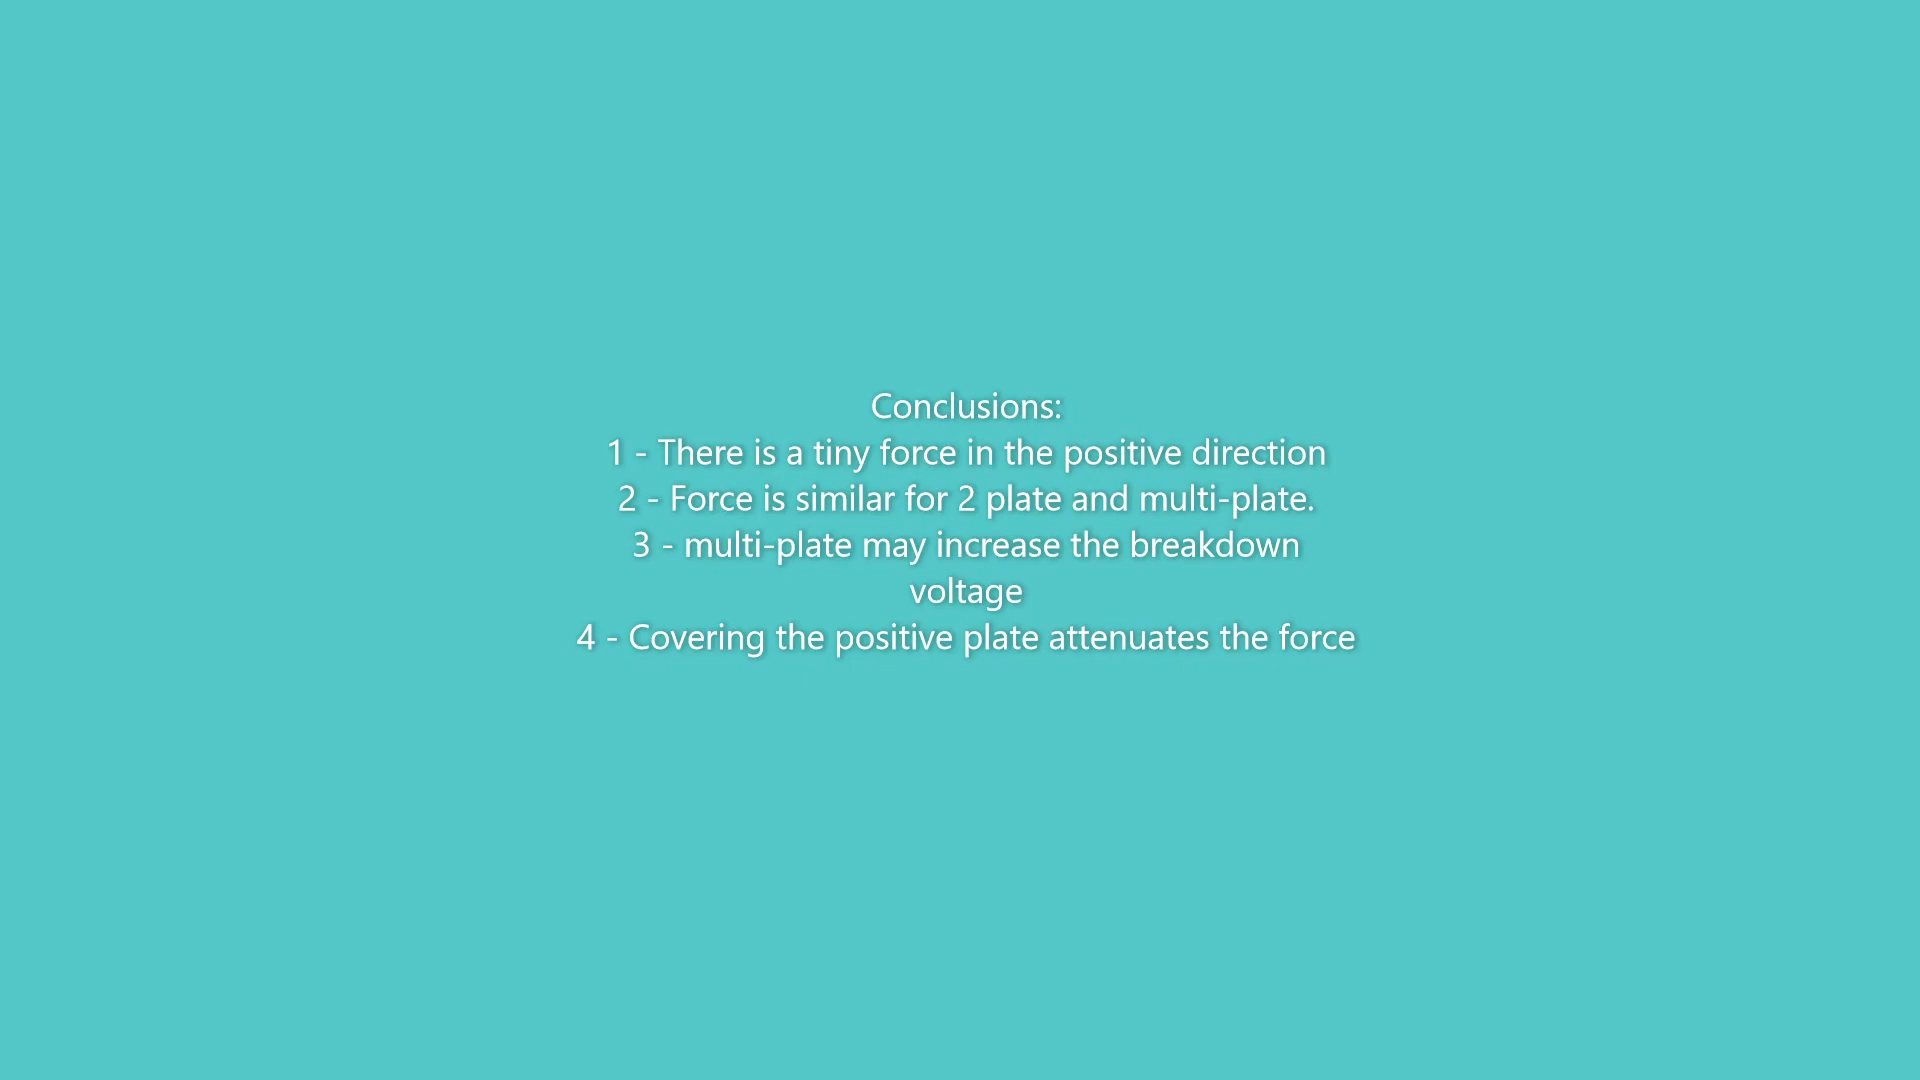 Conclusions:
1 - There is a tiny force in the positive direction
2 - Force is similar for 2 plate and multi-plate.
3 - multi-plate may increase the breakdown
voltage
4 - Covering the positive plate attenuates the force